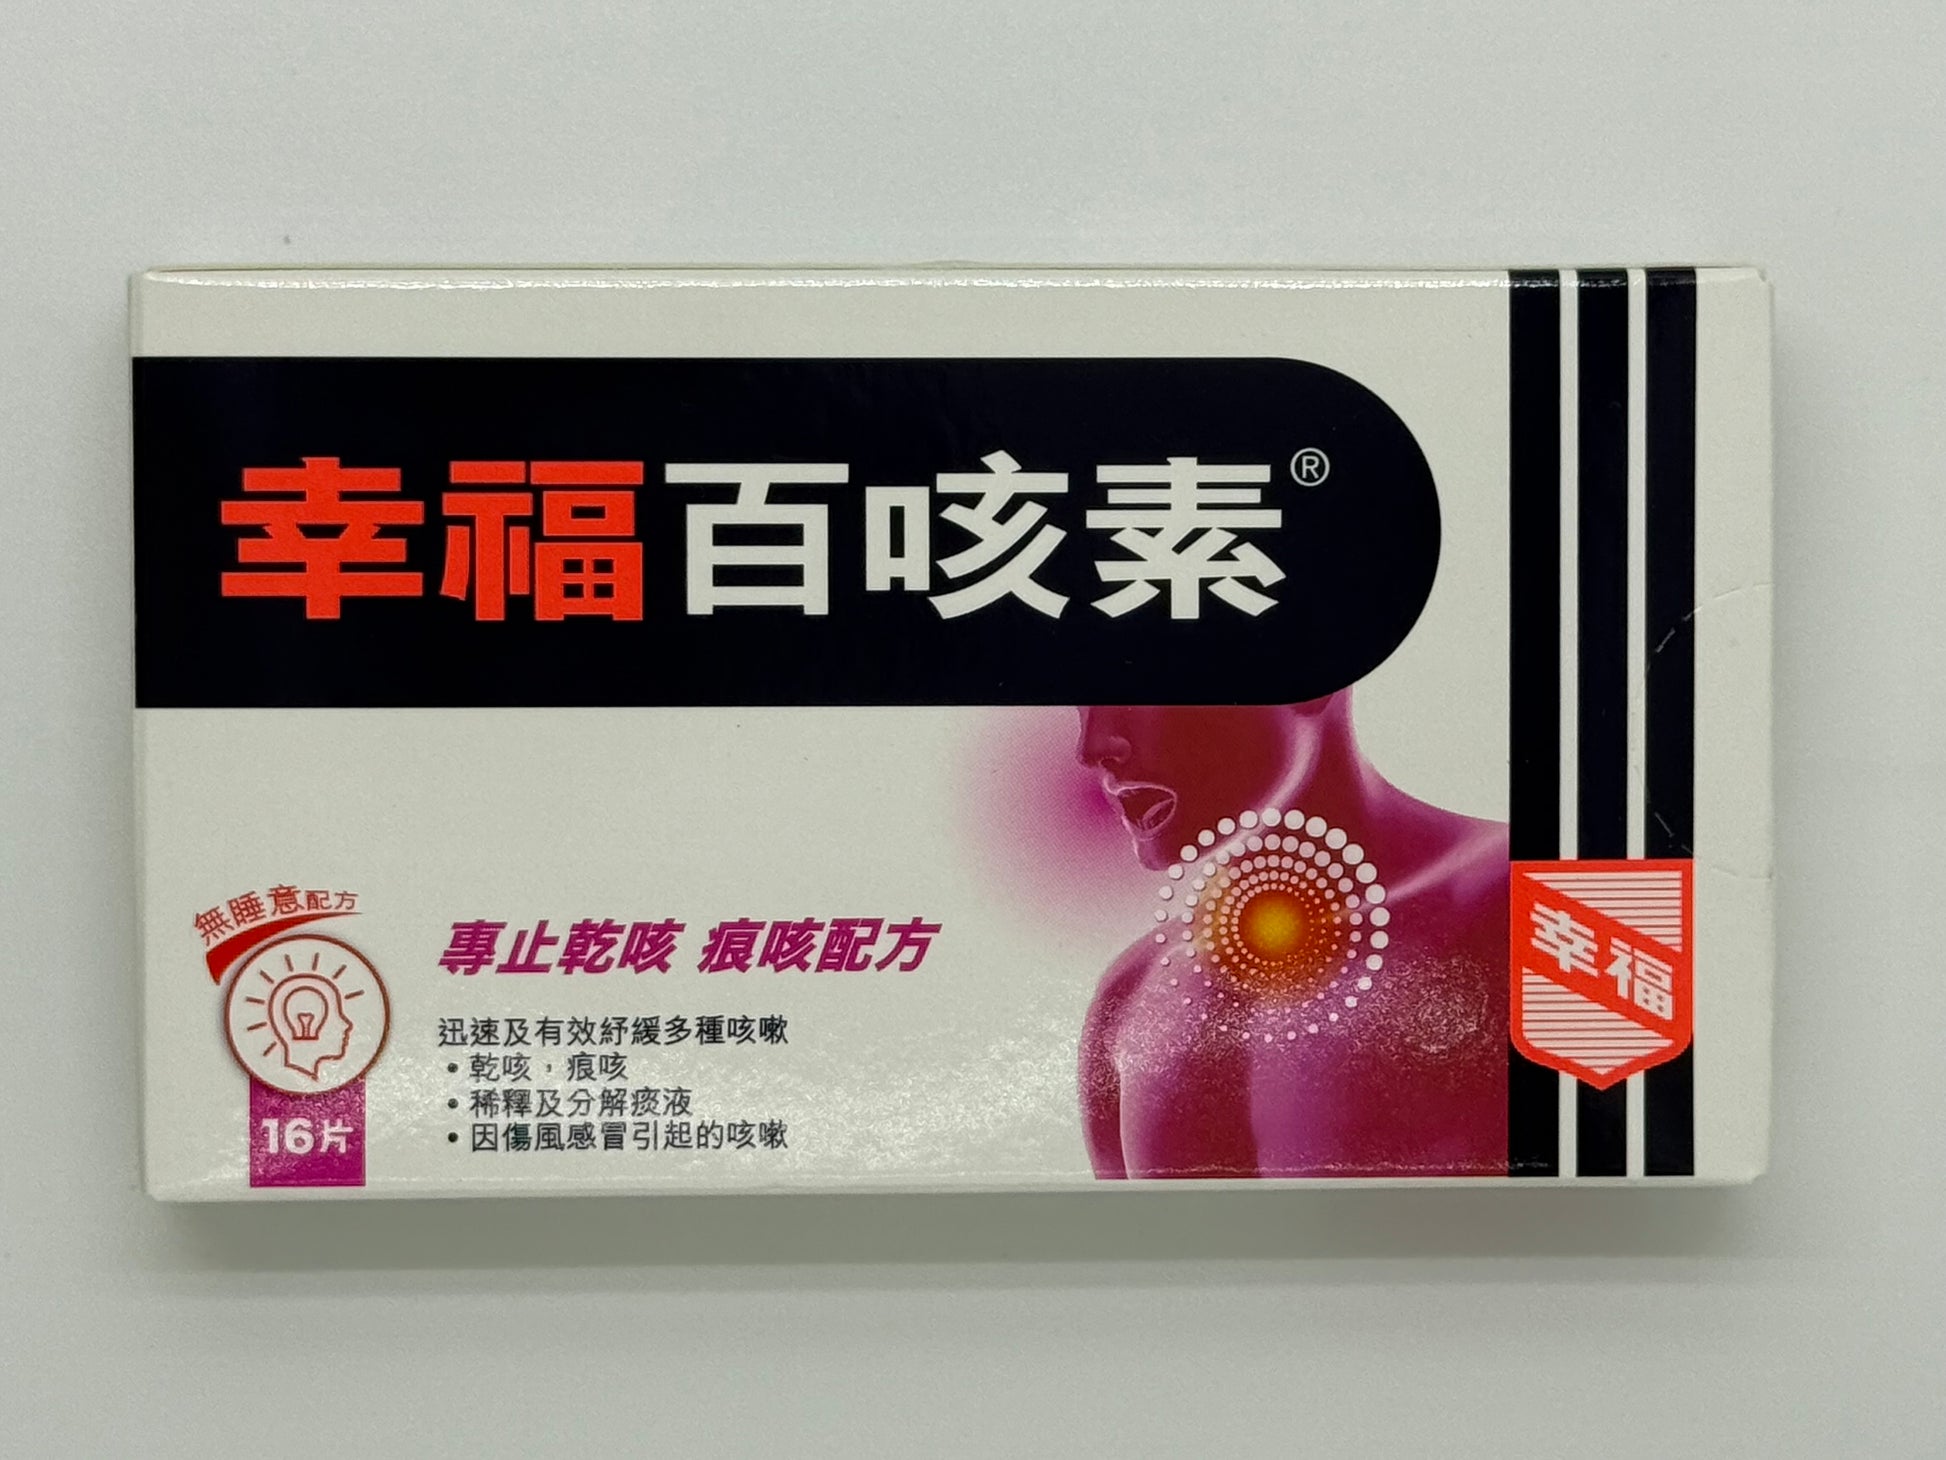 幸福百咳素®
無睡意配方
16片
專止乾咳 痕咳配方
迅速及有效紓緩多種咳嗽
•乾咳，痕咳
•稀釋及分解痰液
•因傷風感冒引起的咳嗽
幸福